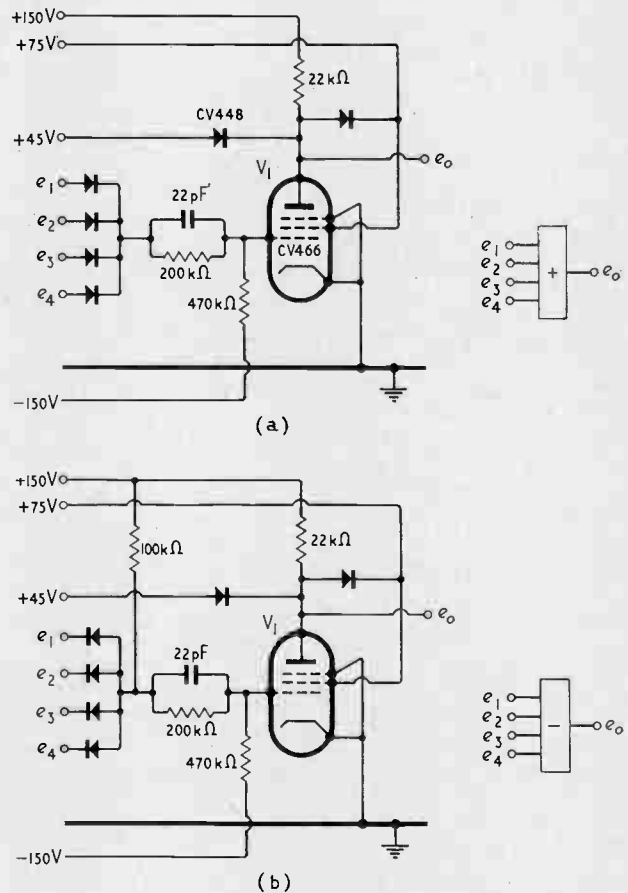 +150V
+75V
22kΩ
CV448
+45V
e₀
V₁
e₁
22pF
e₂
CV466
e₃
200kΩ
e₄
470kΩ
e₁
e₂
e₃
e₄
+
e₀
−150V
(a)
+150V
+75V
22kΩ
100kΩ
+45V
e₀
V₁
e₁
22pF
e₂
e₃
200kΩ
e₄
470kΩ
e₁
e₂
e₃
e₄
−
e₀
−150V
(b)